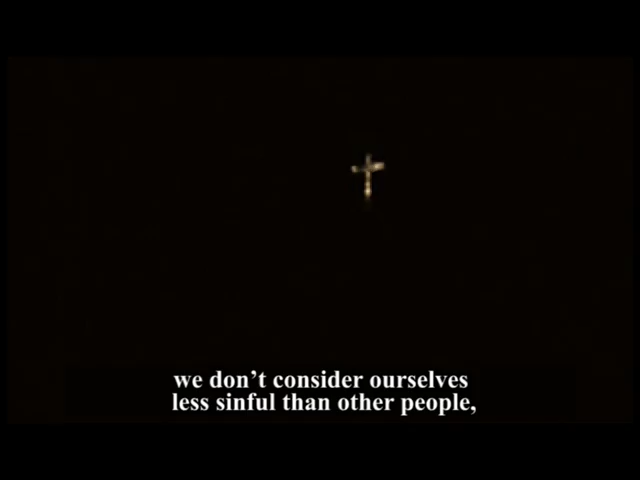 we don't consider ourselves
less sinful than other people,